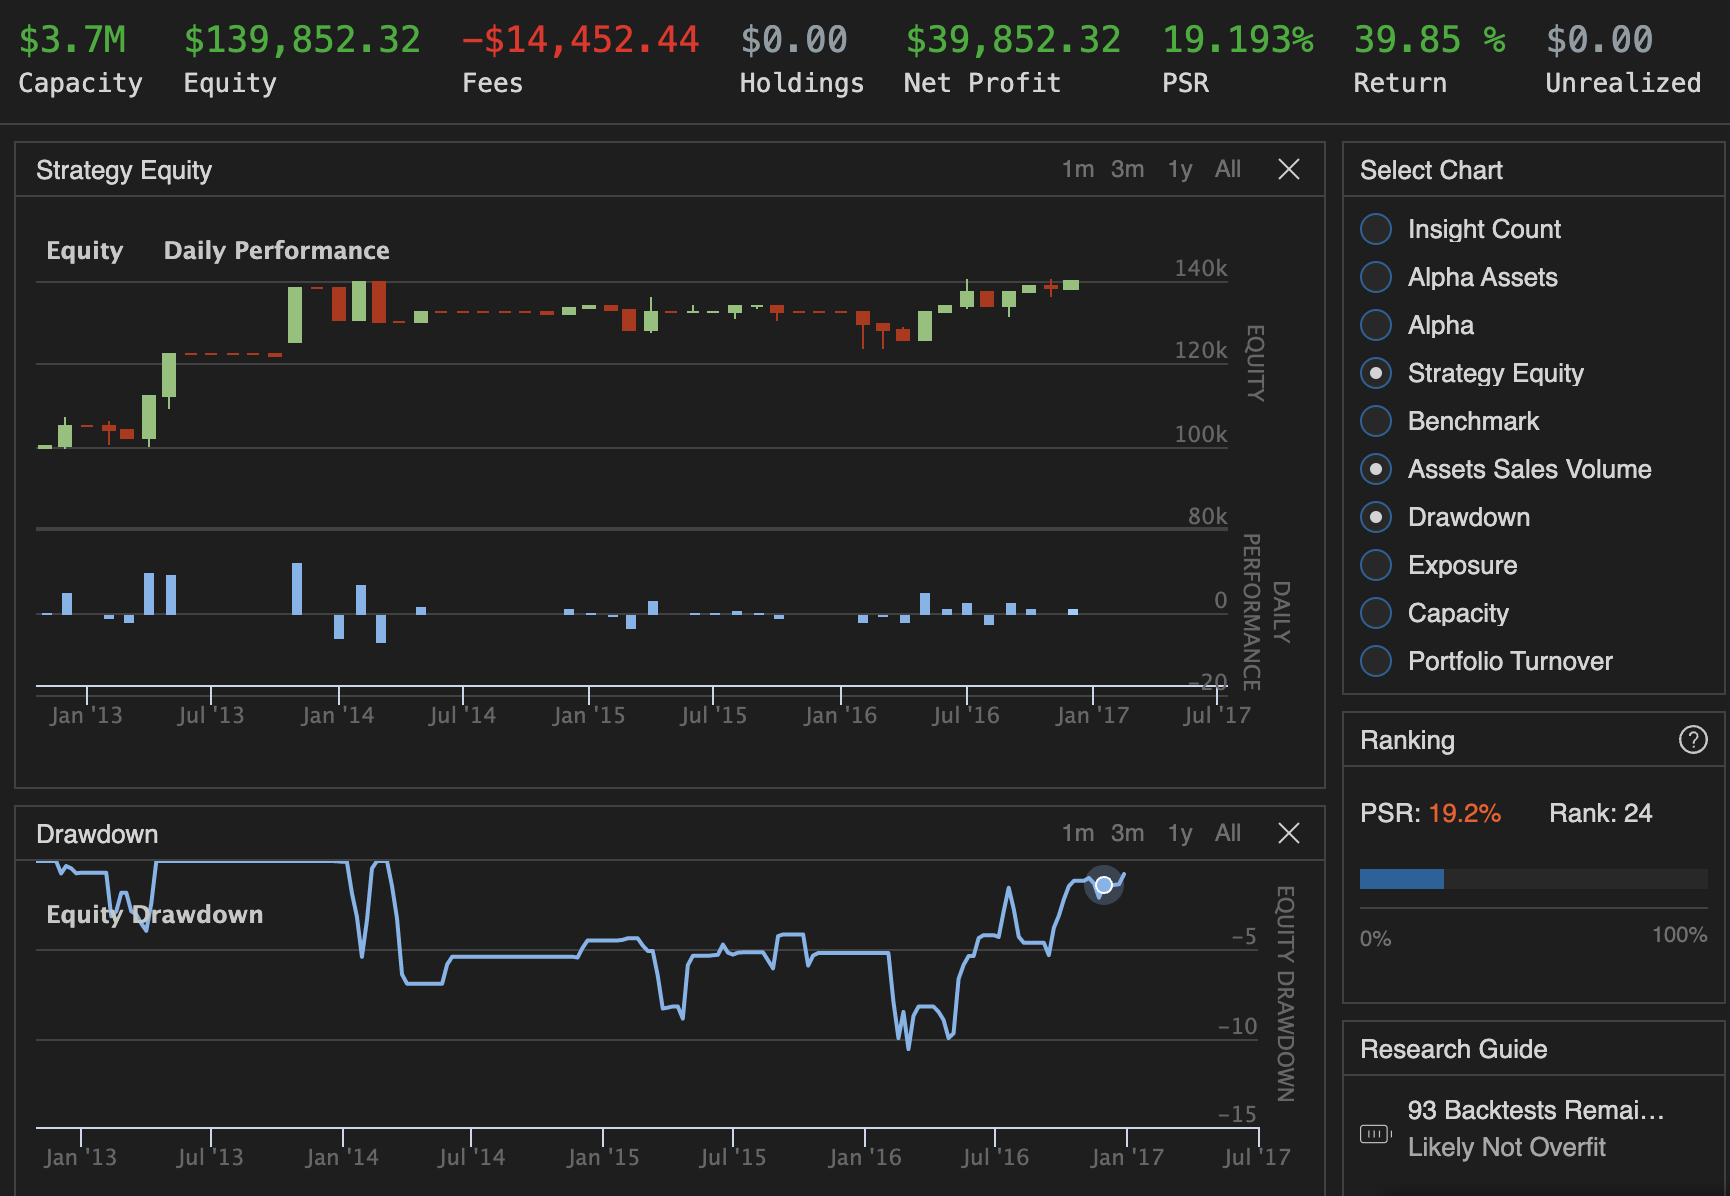 $3.7M $139,852.32 -$14,452.44 $0.00 $39,852.32 19.193% 39.85 % $0.00
Capacity Equity Fees Holdings Net Profit PSR Return Unrealized
Strategy Equity 1m 3m 1y All
Equity Daily Performance
140k
120k
100k
80k
0
-20
EQUITY
DAILY
PERFORMANCE
Jan '13 Jul '13 Jan '14 Jul '14 Jan '15 Jul '15 Jan '16 Jul '16 Jan '17 Jul '17
Drawdown 1m 3m 1y All
Equity Drawdown
-5
-10
-15
EQUITY DRAWDOWN
Jan '13 Jul '13 Jan '14 Jul '14 Jan '15 Jul '15 Jan '16 Jul '16 Jan '17 Jul '17
Select Chart
Insight Count
Alpha Assets
Alpha
Strategy Equity
Benchmark
Assets Sales Volume
Drawdown
Exposure
Capacity
Portfolio Turnover
Ranking ?
PSR: 19.2% Rank: 24
0% 100%
Research Guide
93 Backtests Remai...
Likely Not Overfit